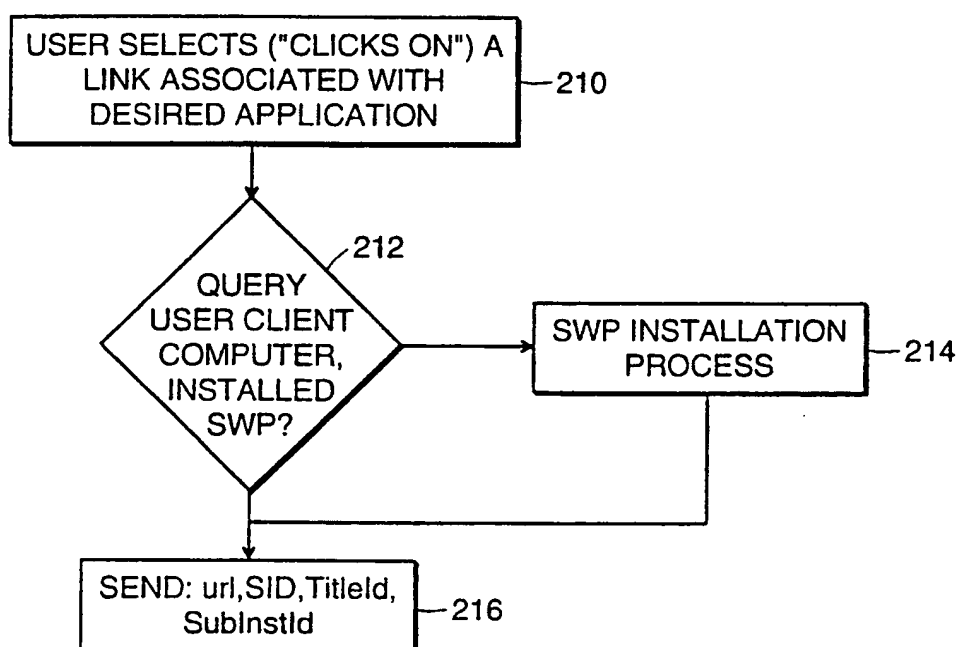 USER SELECTS ("CLICKS ON") A
LINK ASSOCIATED WITH
DESIRED APPLICATION
210
212
QUERY
USER CLIENT
COMPUTER,
INSTALLED
SWP?
SWP INSTALLATION
PROCESS
214
SEND: url,SID,TitleId,
SubInstId
216